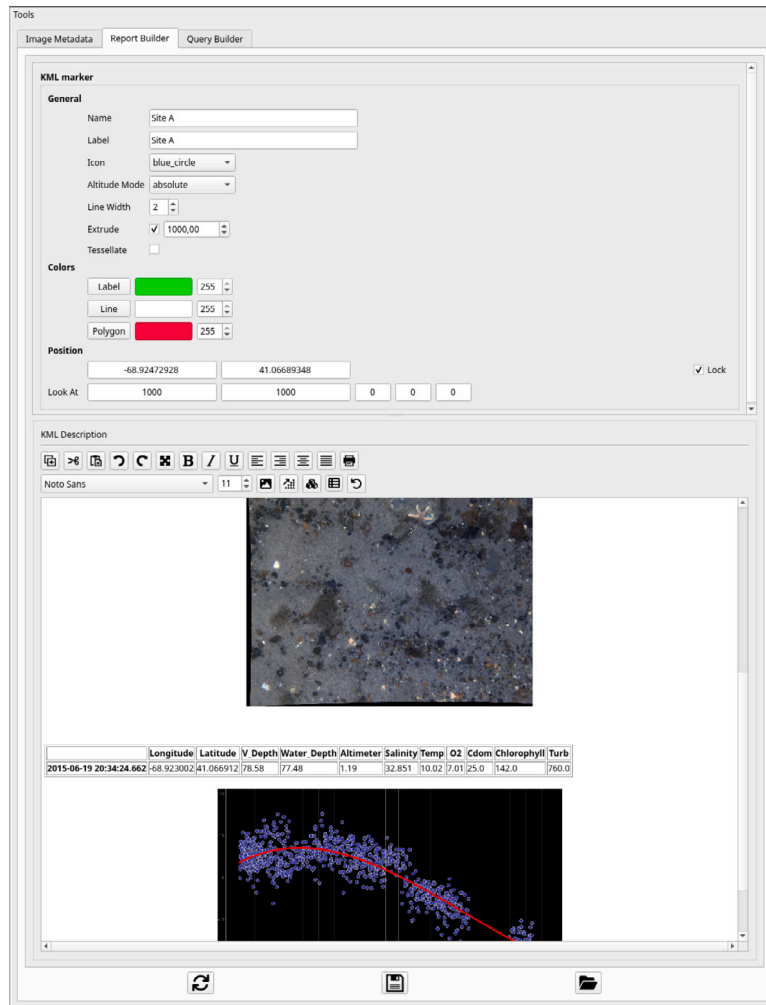 Tools
Image Metadata Report Builder Query Builder
KML marker
General
Name Site A
Label Site A
Icon blue_circle
Altitude Mode absolute
Line Width 2
Extrude 1000,00
Tessellate
Colors
Label 255
Line 255
Polygon 255
Position
-68.92472928 41.06689348 Lock
Look At 1000 1000 0 0 0
KML Description
B I U
Noto Sans 11
Longitude Latitude V_Depth Water_Depth Altimeter Salinity Temp O2 Cdom Chlorophyll Turb
2015-06-19 20:34:24.662 -68.923002 41.066912 78.58 77.48 1.19 32.851 10.02 7.01 25.0 142.0 760.0